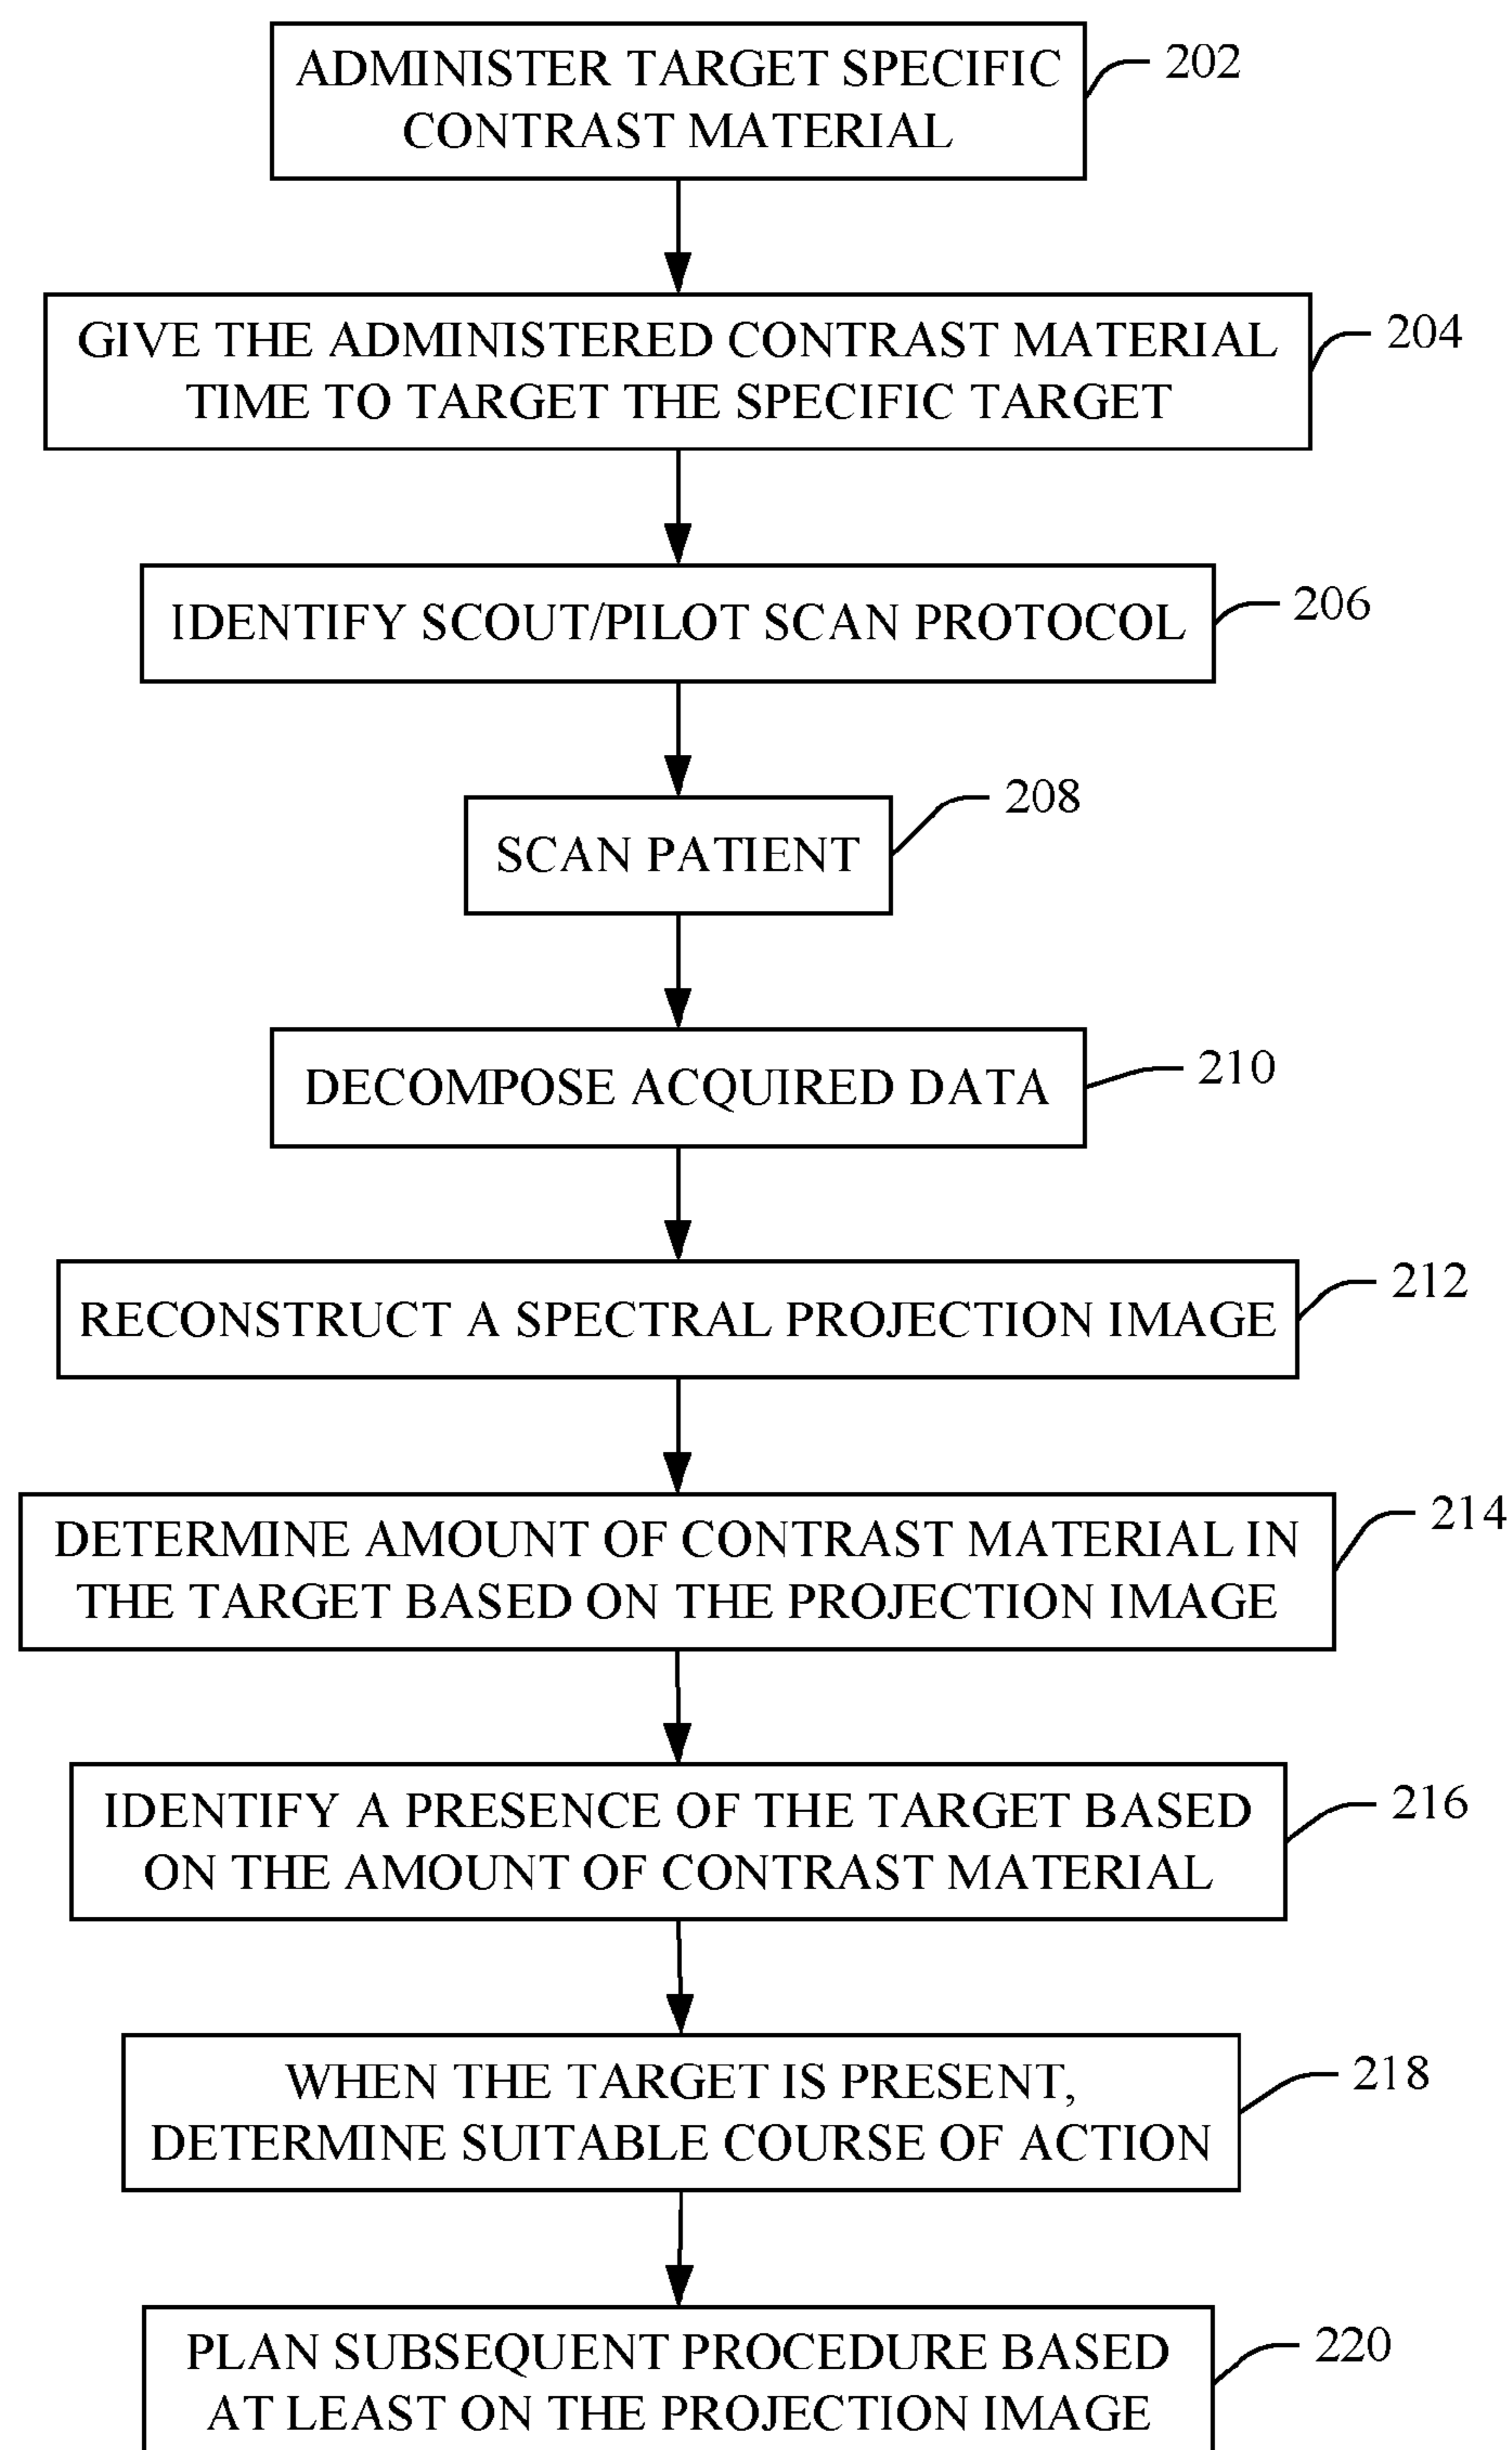 ADMINISTER TARGET SPECIFIC
CONTRAST MATERIAL
202
GIVE THE ADMINISTERED CONTRAST MATERIAL
TIME TO TARGET THE SPECIFIC TARGET
204
IDENTIFY SCOUT/PILOT SCAN PROTOCOL
206
SCAN PATIENT
208
DECOMPOSE ACQUIRED DATA
210
RECONSTRUCT A SPECTRAL PROJECTION IMAGE
212
DETERMINE AMOUNT OF CONTRAST MATERIAL IN
THE TARGET BASED ON THE PROJECTION IMAGE
214
IDENTIFY A PRESENCE OF THE TARGET BASED
ON THE AMOUNT OF CONTRAST MATERIAL
216
WHEN THE TARGET IS PRESENT,
DETERMINE SUITABLE COURSE OF ACTION
218
PLAN SUBSEQUENT PROCEDURE BASED
AT LEAST ON THE PROJECTION IMAGE
220